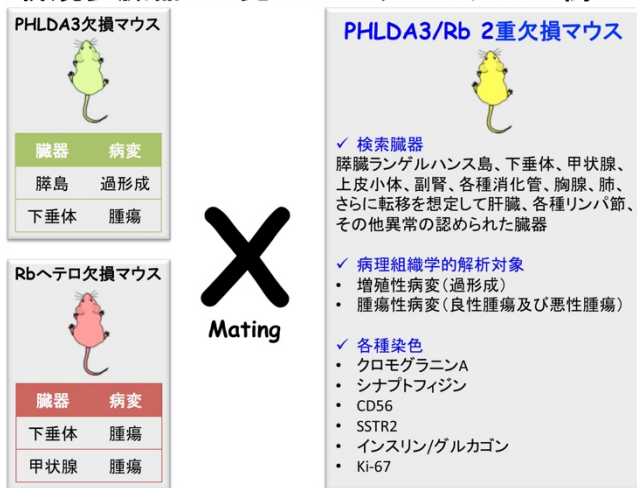 PHLDA3欠損マウス
臓器 病変
膵島 過形成
下垂体 腫瘍
Rbヘテロ欠損マウス
臓器 病変
下垂体 腫瘍
甲状腺 腫瘍
X
Mating
PHLDA3/Rb 2重欠損マウス
✓ 検索臓器
膵臓ランゲルハンス島、下垂体、甲状腺、
上皮小体、副腎、各種消化管、胸腺、肺、
さらに転移を想定して肝臓、各種リンパ節、
その他異常の認められた臓器
✓ 病理組織学的解析対象
• 増殖性病変(過形成)
• 腫瘍性病変(良性腫瘍及び悪性腫瘍)
✓ 各種染色
• クロモグラニンA
• シナプトフィジン
• CD56
• SSTR2
• インスリン/グルカゴン
• Ki-67